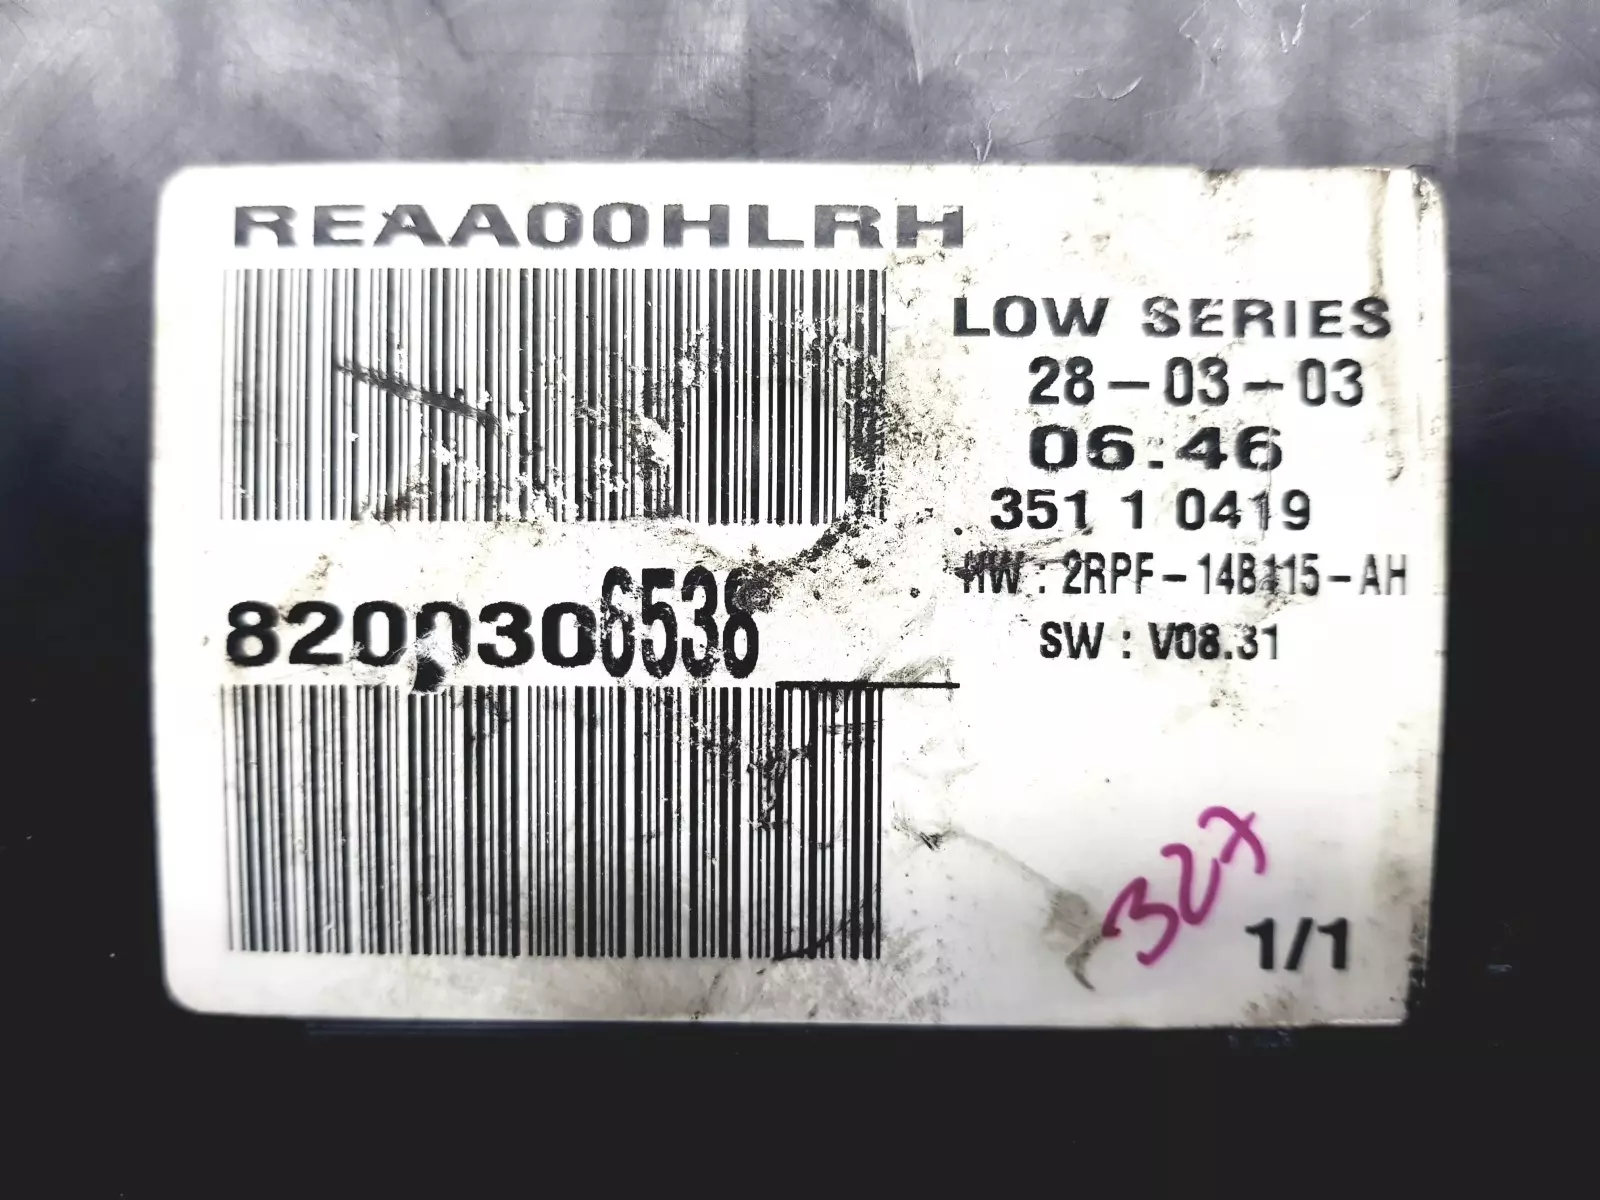 REAA00HLRH
LOW SERIES
28-03-03
06.46
351 1 0419
HW : 2RPF-14B115-AH
8200306538
SW : V08.31
1/1